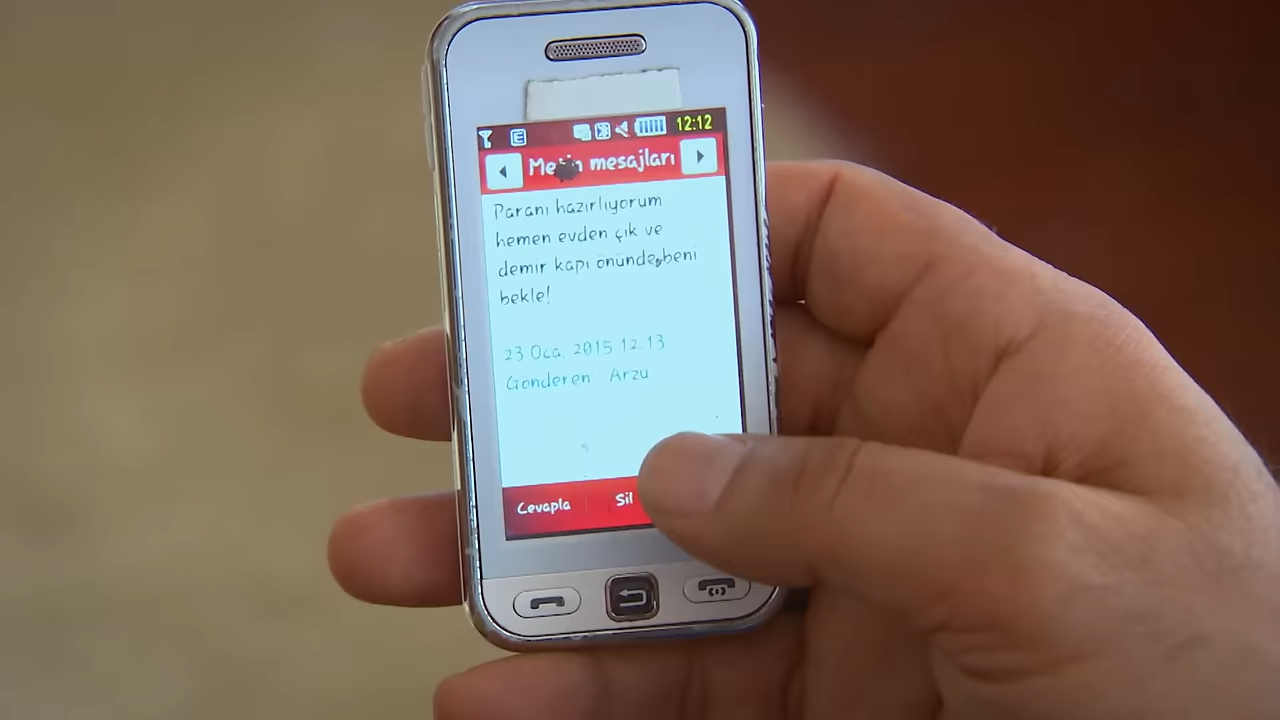 12:12
Metin mesajları
Paranı hazırlıyorum
hemen evden çık ve
demir kapı önünde beni
bekle!
23 Oca. 2015 12:13
Gönderen : Arzu
Cevapla Sil